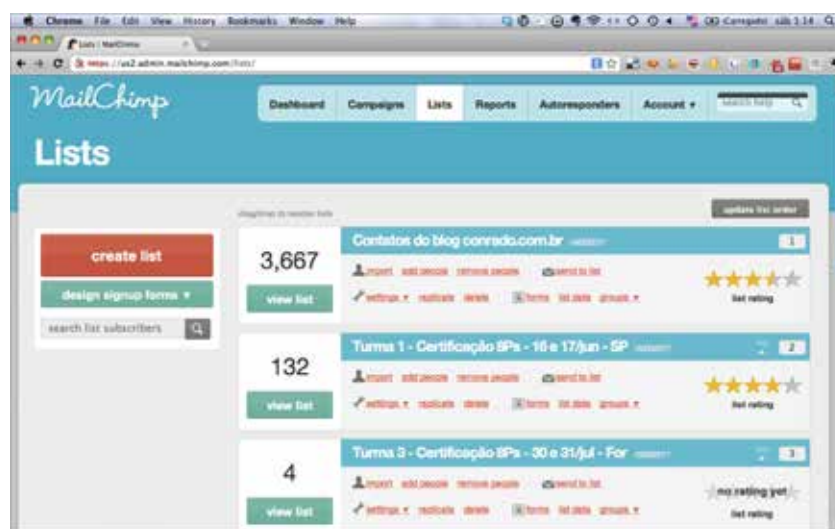 Chrome File Edit View History Bookmarks Window Help
Lists | MailChimp
https://us2.admin.mailchimp.com/lists/
MailChimp
Dashboard Campaigns Lists Reports Autoresponders Account
search help
Lists
update list order
create list
design signup forms
search list subscribers
3,667
view list
Contatos do blog conrado.com.br
1
import add people remove people send to list
settings replicate delete forms list data groups
list rating
132
view list
Turma 1 - Certificação 8Ps - 16 e 17/jun - SP
2
import add people remove people send to list
settings replicate delete forms list data groups
list rating
4
view list
Turma 3 - Certificação 8Ps - 30 e 31/jul - For
3
import add people remove people send to list
settings replicate delete forms list data groups
no rating yet
list rating